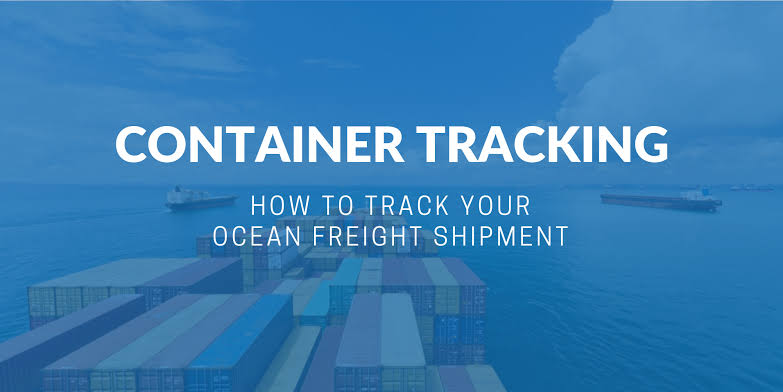 CONTAINER TRACKING
HOW TO TRACK YOUR
OCEAN FREIGHT SHIPMENT